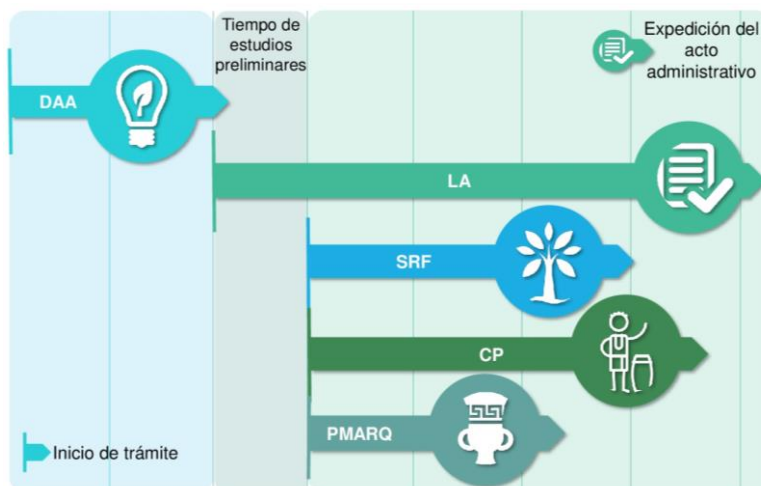 Tiempo de
estudios
preliminares
Expedición del
acto
administrativo
DAA
LA
SRF
CP
PMARQ
Inicio de trámite